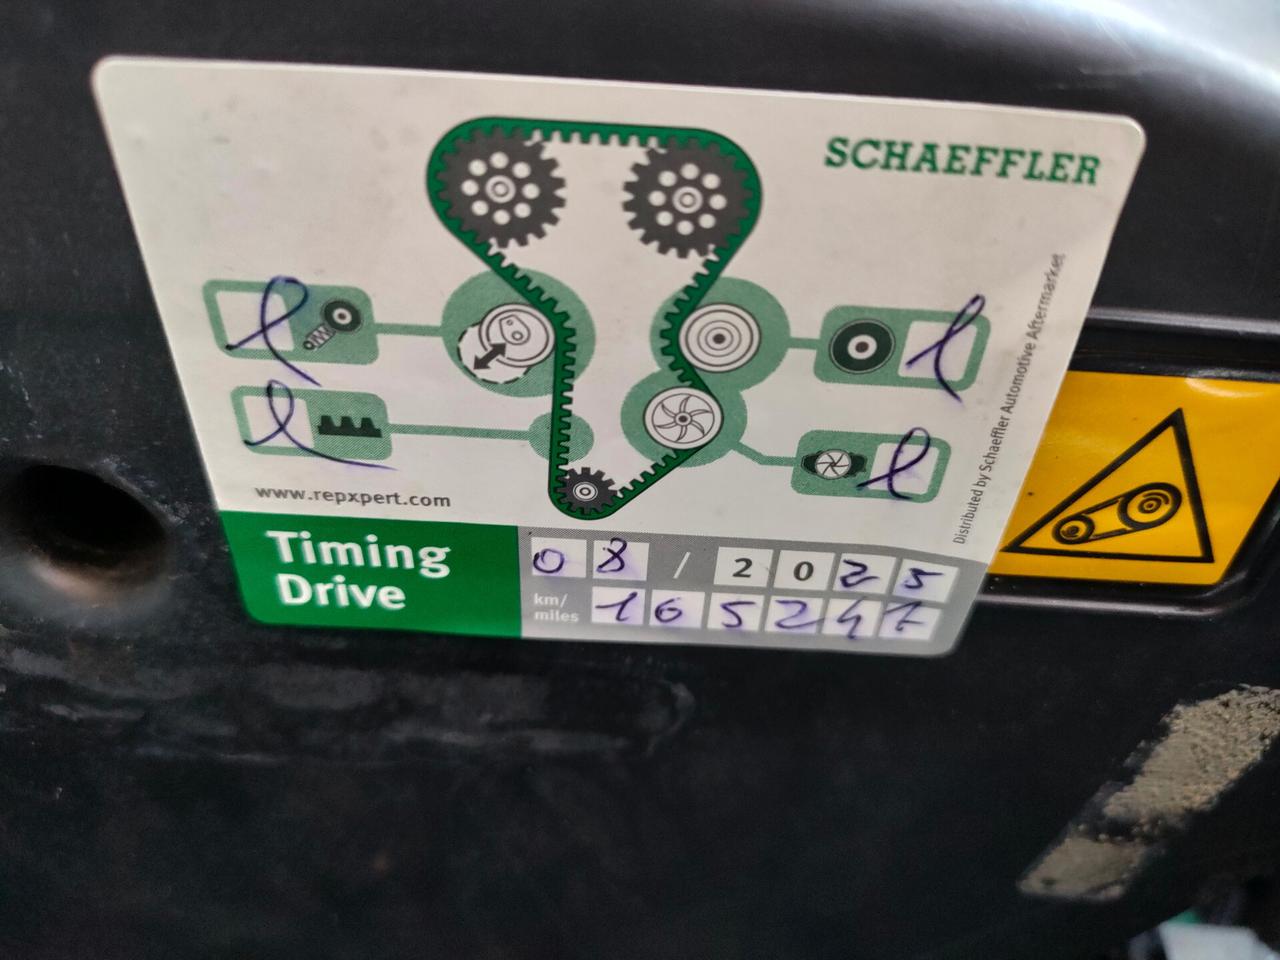 SCHAEFFLER
Distributed by Schaeffler Automotive Aftermarket
www.repxpert.com
Timing
Drive
08 / 2025
km/
miles
165247